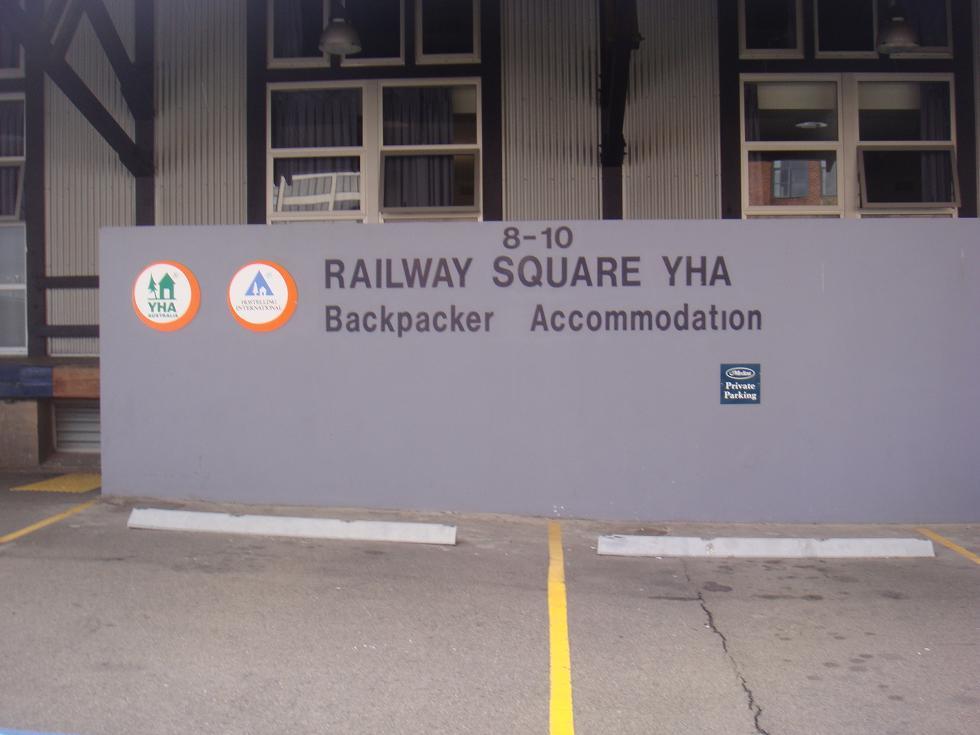 8-10
RAILWAY SQUARE YHA
Backpacker Accommodation
YHA
AUSTRALIA
HOSTELLING
INTERNATIONAL
Private
Parking